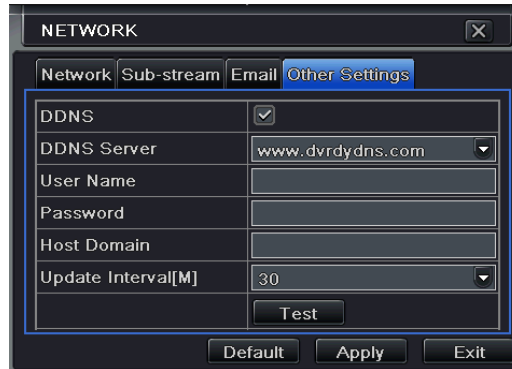 NETWORK
Network Sub-stream Email Other Settings
DDNS
DDNS Server www.dvrdydns.com
User Name
Password
Host Domain
Update Interval[M] 30
Test
Default Apply Exit